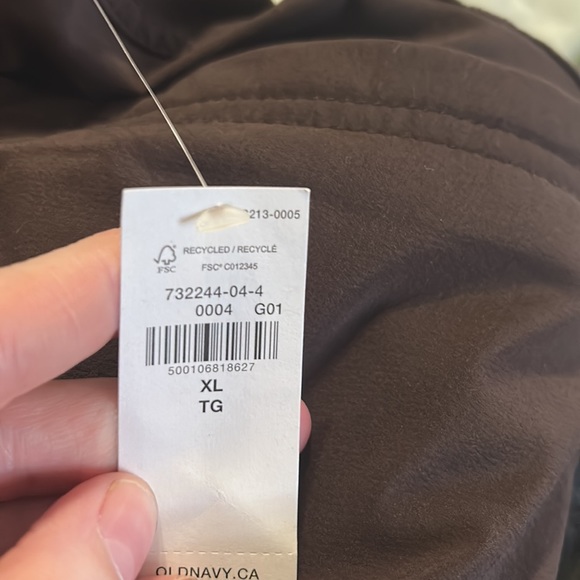 213-0005
RECYCLED / RECYCLÉ
FSC
FSC® C012345
732244-04-4
0004 G01
500106818627
XL
TG
OLDNAVY.CA